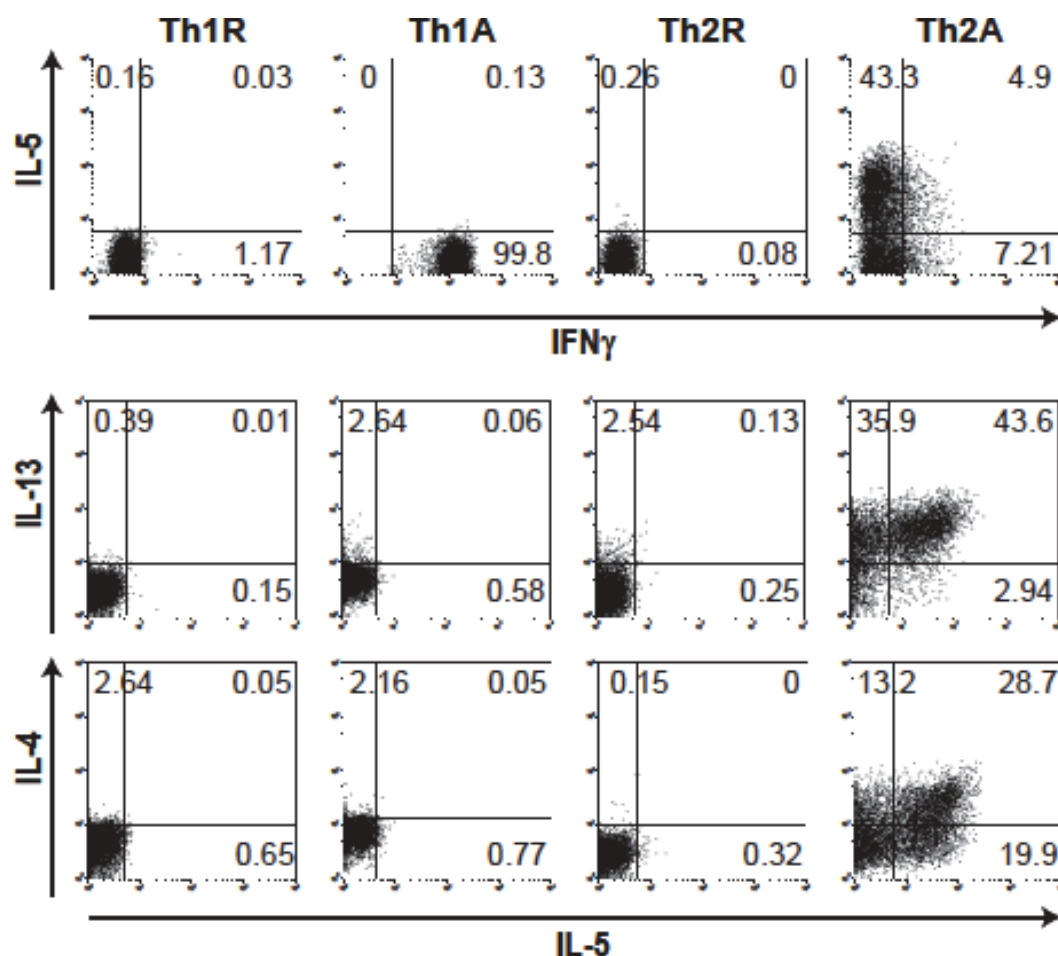 Th1R Th1A Th2R Th2A
IL-5
0.16 0.03 0 0.13 0.26 0 43.3 4.9
1.17 99.8 0.08 7.21
IFNγ
IL-13
0.39 0.01 2.64 0.06 2.54 0.13 35.9 43.6
0.15 0.58 0.25 2.94
IL-4
2.64 0.05 2.16 0.05 0.15 0 13.2 28.7
0.65 0.77 0.32 19.9
IL-5